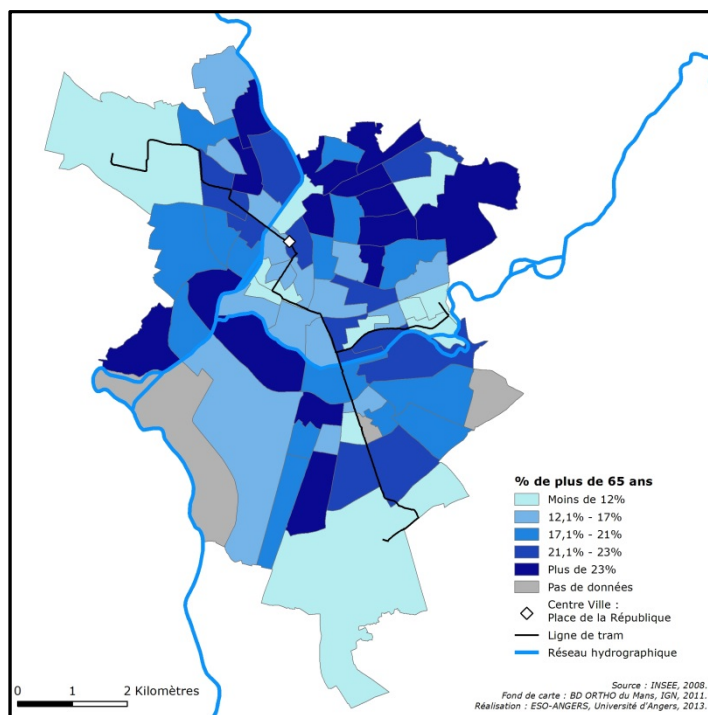 % de plus de 65 ans
Moins de 12%
12,1% - 17%
17,1% - 21%
21,1% - 23%
Plus de 23%
Pas de données
Centre Ville :
Place de la République
Ligne de tram
Réseau hydrographique
0 1 2 Kilomètres
Source : INSEE, 2008.
Fond de carte : BD ORTHO du Mans, IGN, 2011.
Réalisation : ESO-ANGERS, Université d'Angers, 2013.